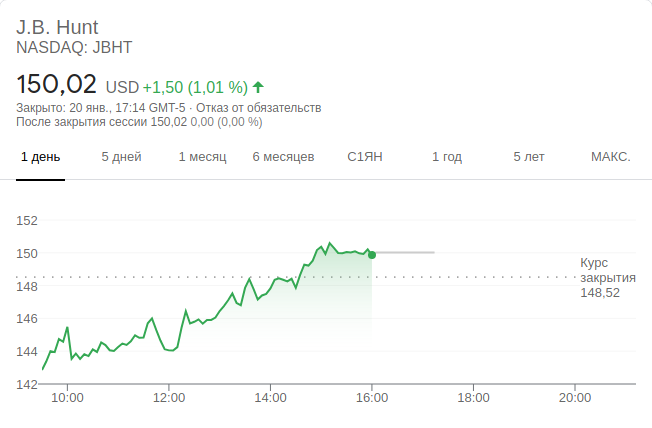 J.B. Hunt
NASDAQ: JBHT
150,02 USD +1,50 (1,01 %)
Закрыто: 20 янв., 17:14 GMT-5 · Отказ от обязательств
После закрытия сессии 150,02 0,00 (0,00 %)
1 день 5 дней 1 месяц 6 месяцев С1ЯН 1 год 5 лет МАКС.
152
150
148
146
144
142
Курс
закрытия
148,52
10:00 12:00 14:00 16:00 18:00 20:00